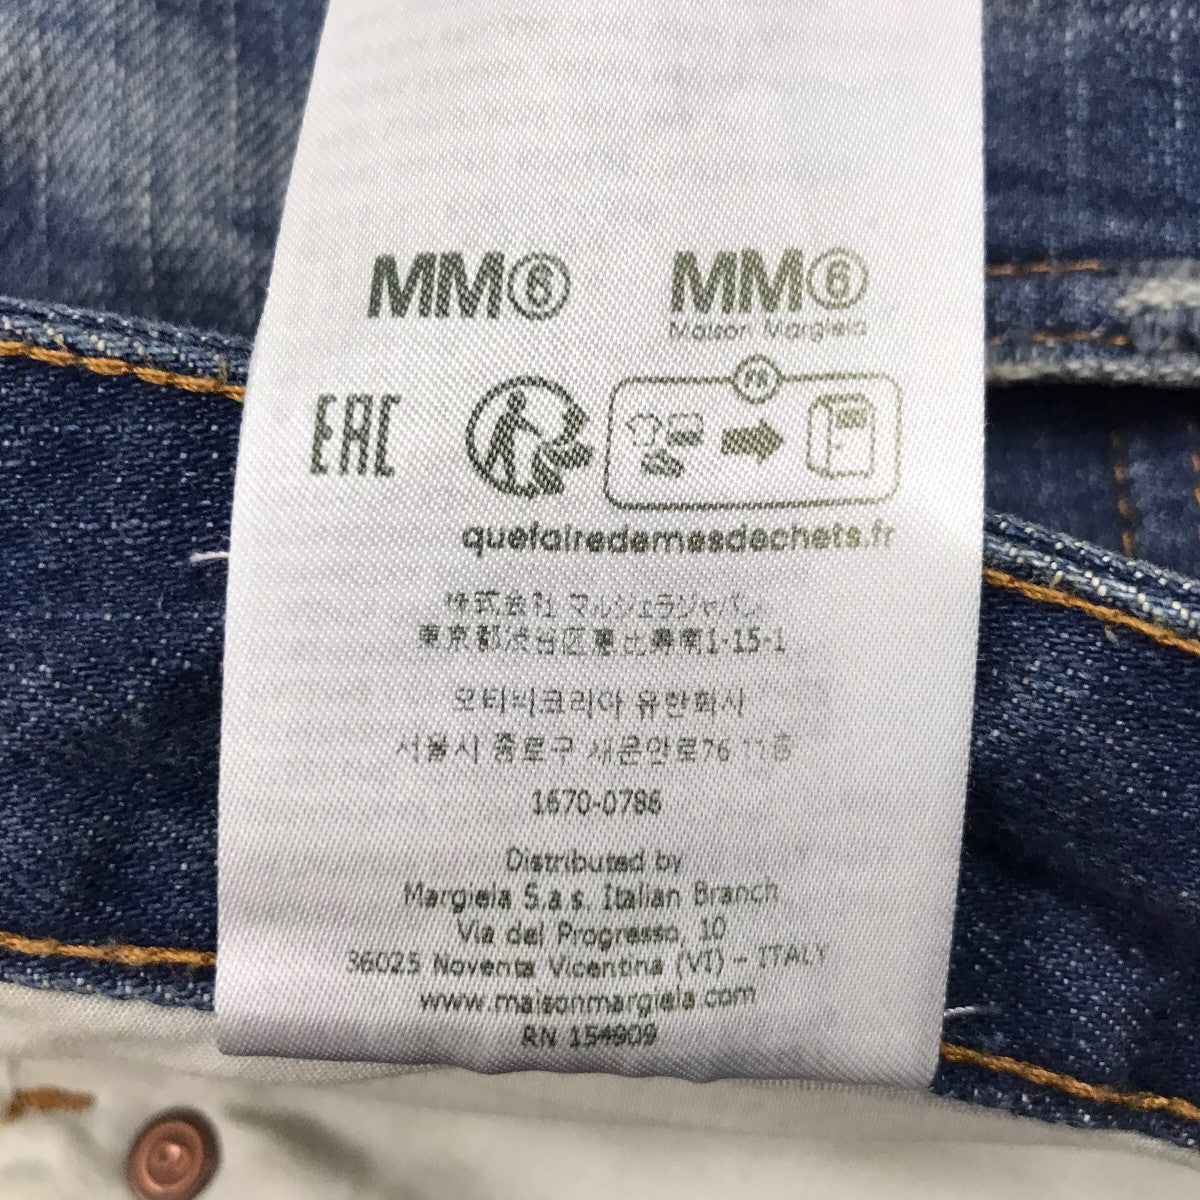 MM⑥ MM⑥
Maison Margiela
EAC FR
quefairedemesdechets.fr
株式会社 マルジェラジャパン
東京都渋谷区恵比寿南1-15-1
오티비코리아 유한회사
서울시 종로구 새문안로76 11층
1670-0786
Distributed by
Margiela S.a.s. Italian Branch
Via del Progresso, 10
36025 Noventa Vicentina (VI) - ITALY
www.maisonmargiela.com
RN 154909